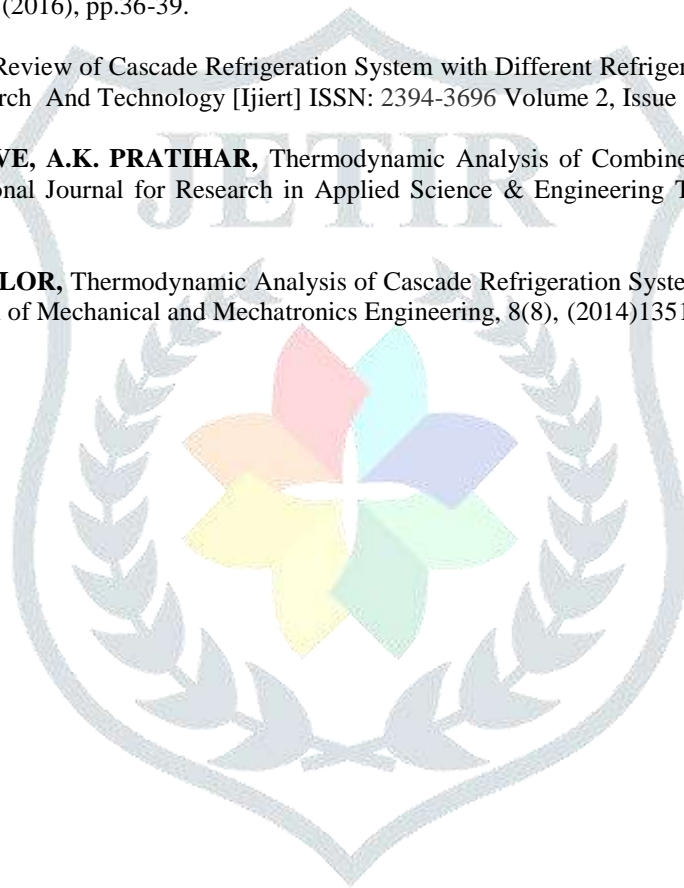 (2016), pp.36-39.
Review of Cascade Refrigeration System with Different Refriger
rch And Technology [Ijiert] ISSN: 2394-3696 Volume 2, Issue
VE, A.K. PRATIHAR, Thermodynamic Analysis of Combine
onal Journal for Research in Applied Science & Engineering T
JETIR
LOR, Thermodynamic Analysis of Cascade Refrigeration Syste
of Mechanical and Mechatronics Engineering, 8(8), (2014)1351